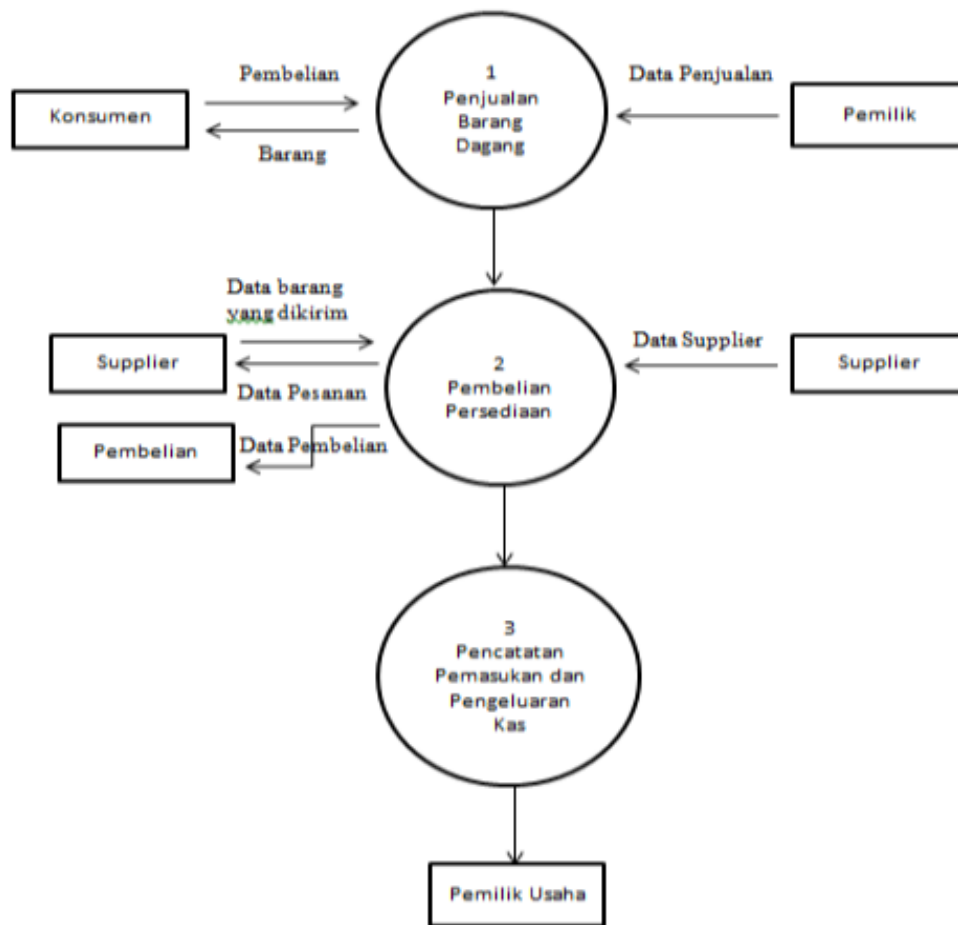 Pembelian
Konsumen
Barang
1
Penjualan
Barang
Dagang
Data Penjualan
Pemilik
Data barang
yang dikirim
Supplier
Data Pesanan
Pembelian
Data Pembelian
2
Pembelian
Persediaan
Data Supplier
Supplier
3
Pencatatan
Pemasukan dan
Pengeluaran
Kas
Pemilik Usaha